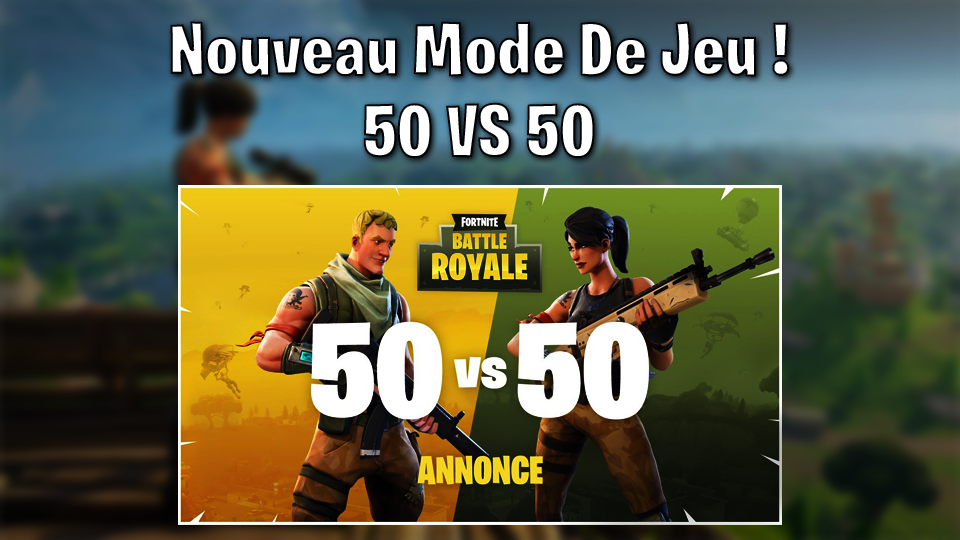 Nouveau Mode De Jeu !
50 VS 50
FORTNITE
BATTLE
ROYALE
50 vs 50
ANNONCE